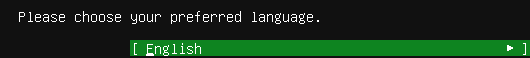 Please choose your preferred language.
[ English ▸ ]